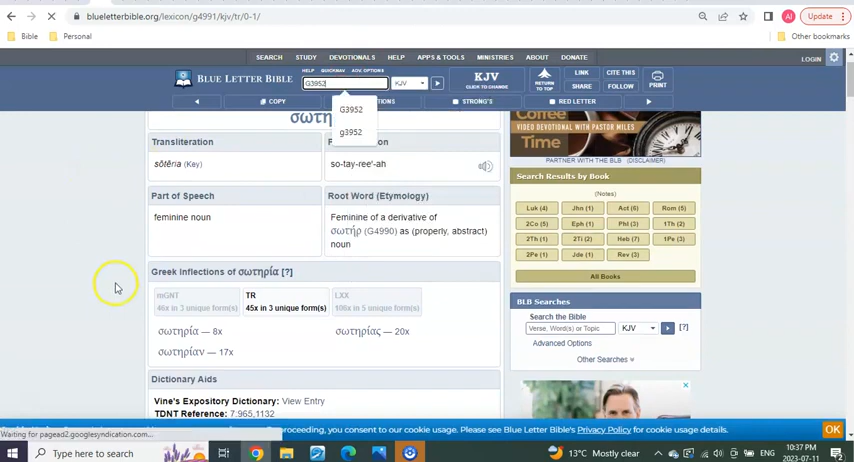 blueletterbible.org/lexicon/g4991/kjv/tr/0-1/
AI
Update
Bible
Personal
Other bookmarks
SEARCH STUDY DEVOTIONALS HELP APPS & TOOLS MINISTRIES ABOUT DONATE
LOGIN
HELP QUICKNAV ADV. OPTIONS
BLUE LETTER BIBLE
G3952
KJV
KJV
CLICK TO CHANGE
RETURN
TO TOP
LINK
SHARE
CITE THIS
FOLLOW
PRINT
COPY
TIONS
STRONG'S
RED LETTER
G3952
g3952
σωτη
Transliteration
sōtēria (Key)
so-tay-ree'-ah
Part of Speech
feminine noun
Root Word (Etymology)
Feminine of a derivative of
σωτήρ (G4990) as (properly, abstract)
noun
Greek Inflections of σωτηρία [?]
mGNT
46x in 3 unique form(s)
TR
45x in 3 unique form(s)
LXX
106x in 5 unique form(s)
σωτηρία — 8x
σωτηρίας — 20x
σωτηρίαν — 17x
Dictionary Aids
Vine's Expository Dictionary: View Entry
TDNT Reference: 7:965,1132
VIDEO DEVOTIONAL WITH PASTOR MIKE
PARTNER WITH THE BLB (DISCLAIMER)
Search Results by Book
(Notes)
Luk (4) Jhn (1) Act (6) Rom (5)
2Co (5) Eph (1) Phl (3) 1Th (2)
2Th (1) 2Ti (2) Heb (7) 1Pe (3)
2Pe (1) Jde (1) Rev (3)
All Books
BLB Searches
Search the Bible
Verse, Word(s) or Topic
KJV
[?]
Advanced Options
Other Searches
roceeding, you consent to our cookie usage. Please see Blue Letter Bible's Privacy Policy for cookie usage details.
OK
Waiting for pagead2.googlesyndication.com...
Type here to search
13°C Mostly clear
ENG
10:37 PM
2023-07-11
2